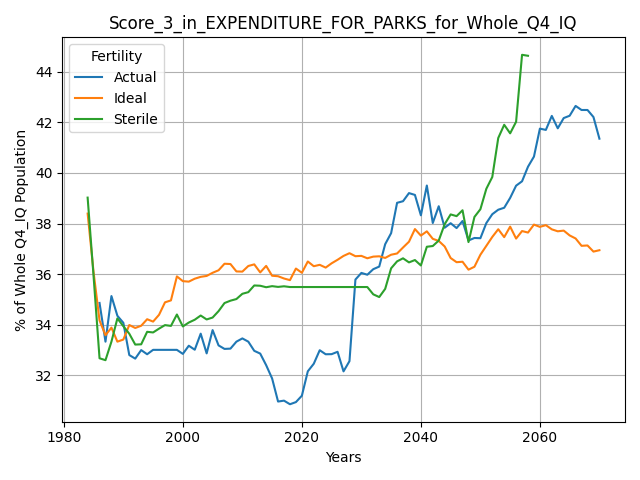 Score_3_in_EXPENDITURE_FOR_PARKS_for_Whole_Q4_IQ
Fertility
Actual
Ideal
Sterile
% of Whole Q4_IQ Population
44
42
40
38
36
34
32
1980
2000
2020
2040
2060
Years